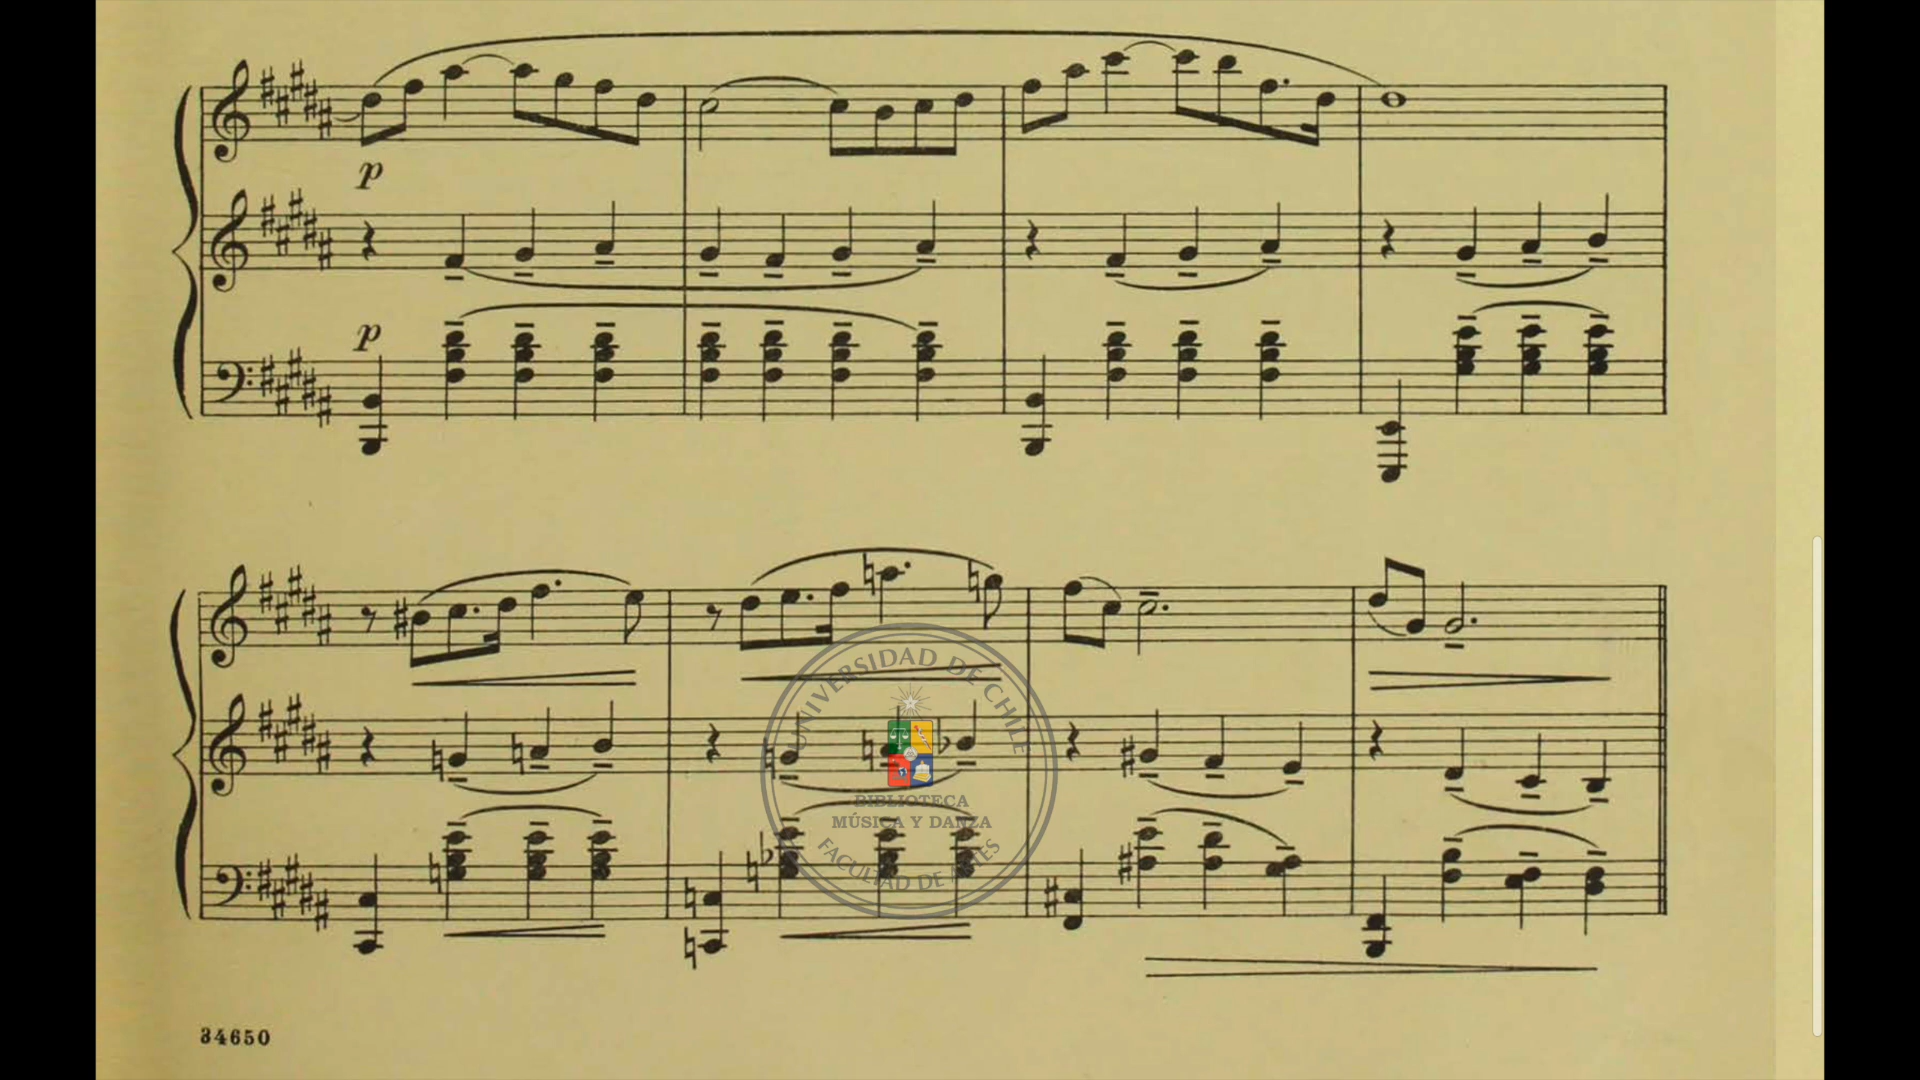 p
p
UNIVERSIDAD DE CHILE
BIBLIOTECA
MÚSICA Y DANZA
FACULTAD DE ARTES
34650